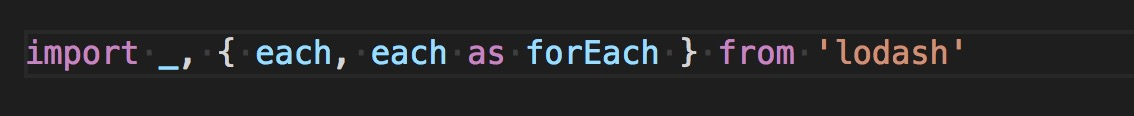 import _, { each, each as forEach } from 'lodash'